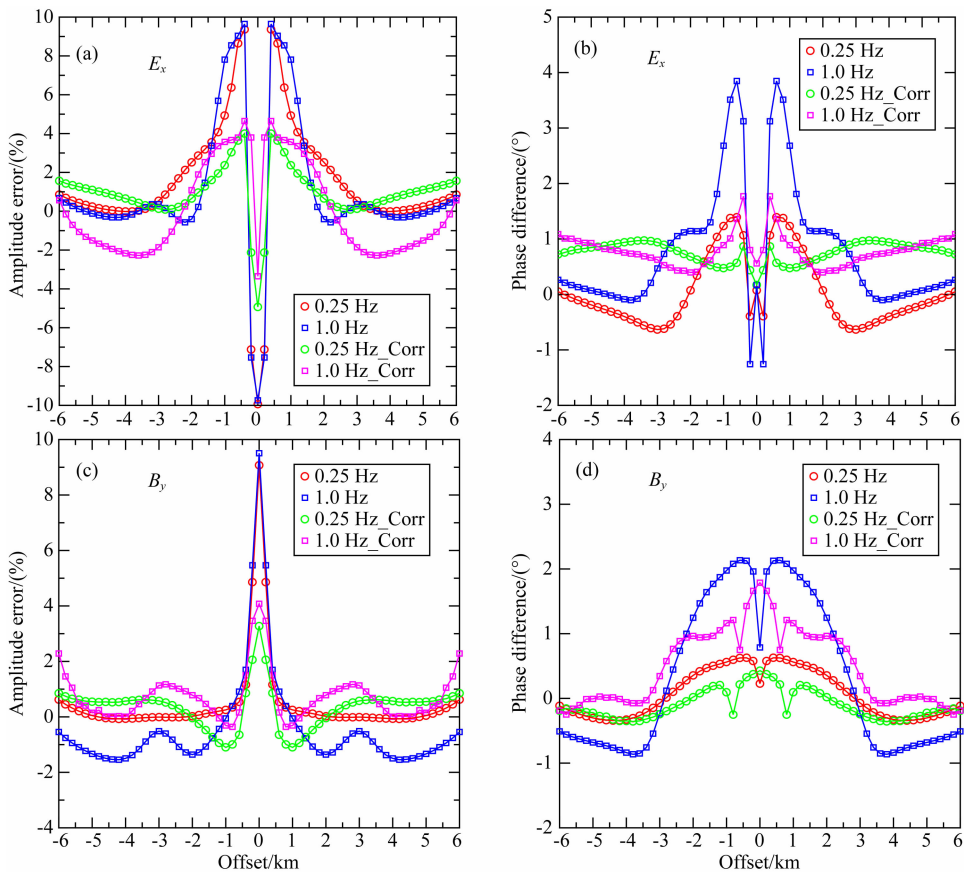 (a)
Ex
Amplitude error/(%)
10
8
6
4
2
0
-2
-4
-6
-8
-10
0.25 Hz
1.0 Hz
0.25 Hz_Corr
1.0 Hz_Corr
-6 -5 -4 -3 -2 -1 0 1 2 3 4 5 6
(b)
Ex
Phase difference/(°)
5
4
3
2
1
0
-1
-2
0.25 Hz
1.0 Hz
0.25 Hz_Corr
1.0 Hz_Corr
-6 -5 -4 -3 -2 -1 0 1 2 3 4 5 6
(c)
By
Amplitude error/(%)
10
8
6
4
2
0
-2
-4
0.25 Hz
1.0 Hz
0.25 Hz_Corr
1.0 Hz_Corr
-6 -5 -4 -3 -2 -1 0 1 2 3 4 5 6
Offset/km
(d)
By
Phase difference/(°)
4
3
2
1
0
-1
-2
0.25 Hz
1.0 Hz
0.25 Hz_Corr
1.0 Hz_Corr
-6 -5 -4 -3 -2 -1 0 1 2 3 4 5 6
Offset/km